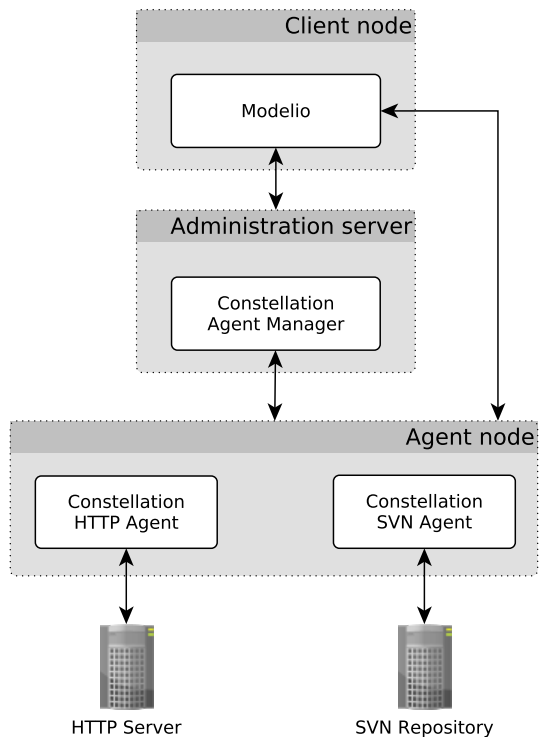 Client node
Modelio
Administration server
Constellation
Agent Manager
Agent node
Constellation
HTTP Agent
Constellation
SVN Agent
HTTP Server
SVN Repository